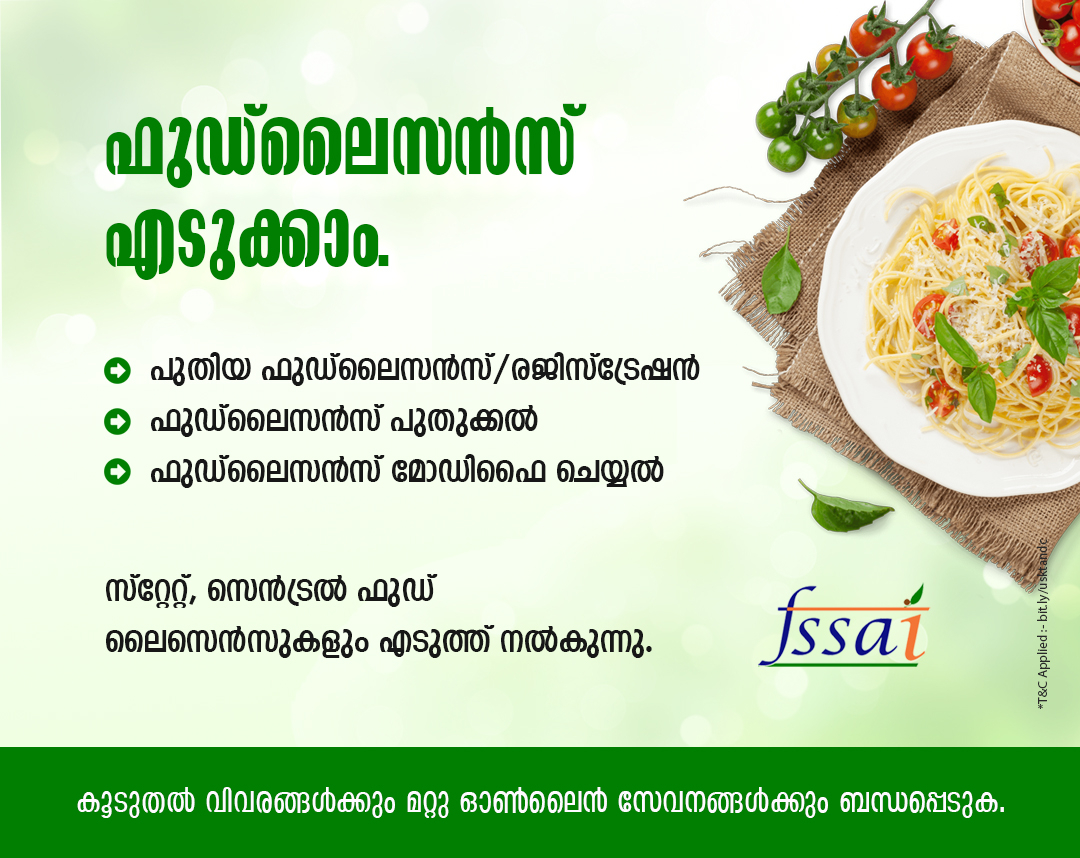 ഫുഡ്ലൈസൻസ്
എടുക്കാം.
പുതിയ ഫുഡ്ലൈസൻസ്/രജിസ്ട്രേഷൻ
ഫുഡ്ലൈസൻസ് പുതുക്കൽ
ഫുഡ്ലൈസൻസ് മോഡിഫൈ ചെയ്യൽ
സ്റ്റേറ്റ്, സെൻട്രൽ ഫുഡ്
ലൈസെൻസുകളും എടുത്ത് നൽകുന്നു.
fssai
*T&C Applied :- bit.ly/usktandc
കൂടുതൽ വിവരങ്ങൾക്കും മറ്റു ഓൺലൈൻ സേവനങ്ങൾക്കും ബന്ധപ്പെടുക.